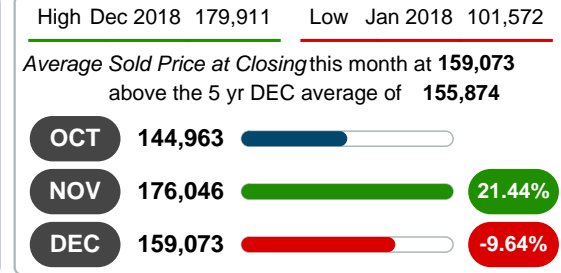 High Dec 2018 179,911 Low Jan 2018 101,572
Average Sold Price at Closing this month at 159,073
above the 5 yr DEC average of 155,874
OCT 144,963
NOV 176,046 21.44%
DEC 159,073 -9.64%